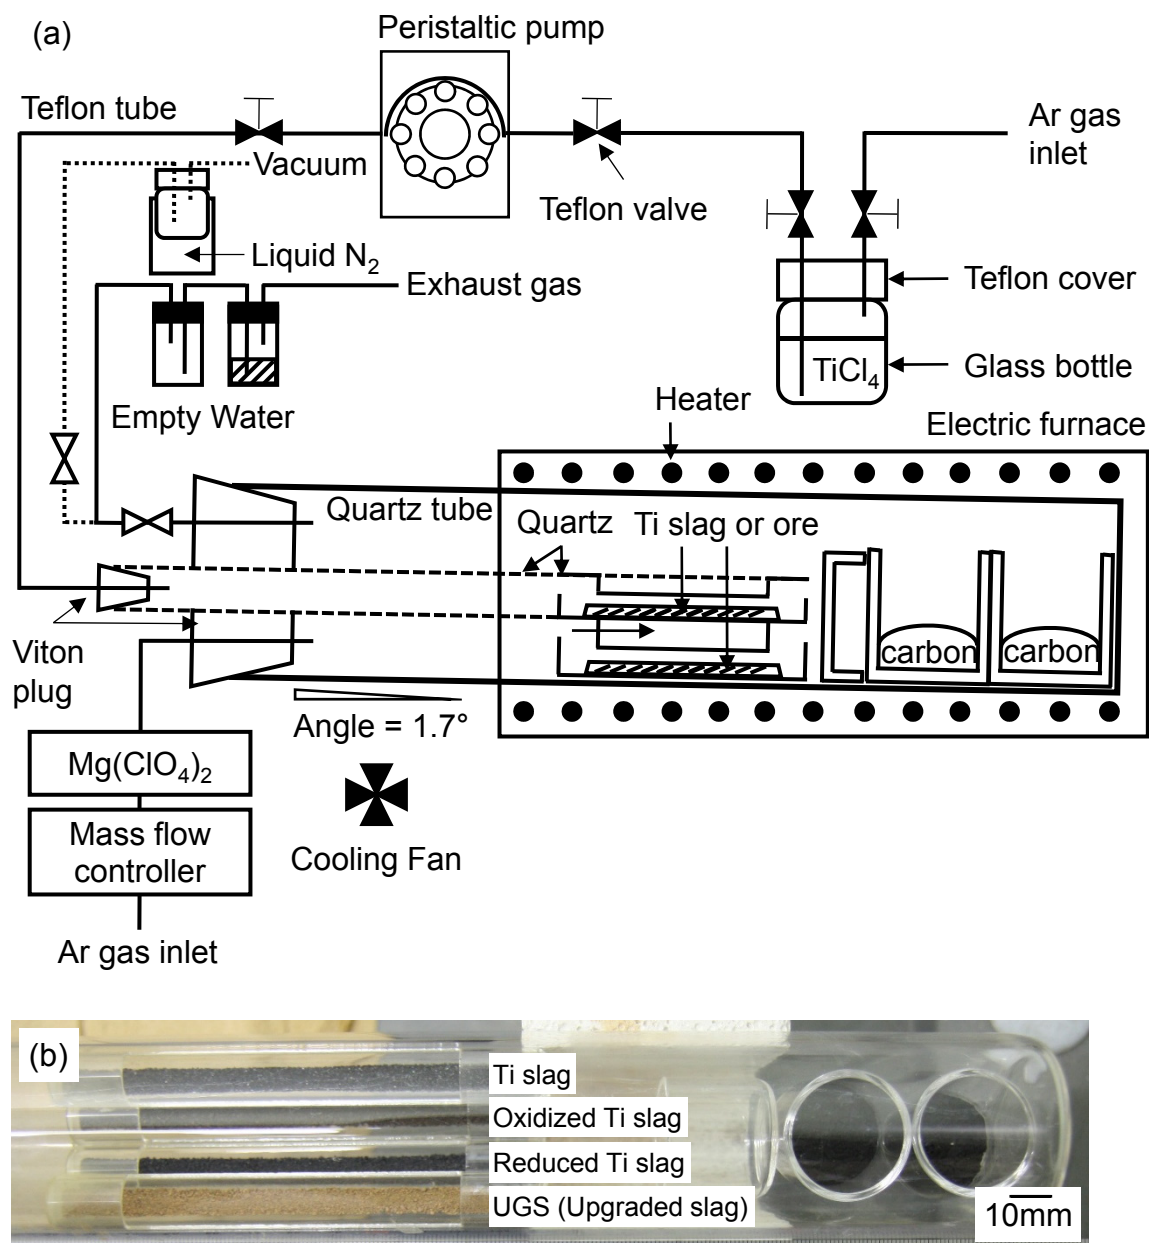 (a)
Peristaltic pump
Teflon tube
Ar gas
inlet
Vacuum
Teflon valve
Liquid N₂
Exhaust gas
Teflon cover
TiCl₄
Glass bottle
Empty Water
Heater
Electric furnace
Quartz tube
Quartz
Ti slag or ore
carbon
carbon
Viton
plug
Angle = 1.7°
Mg(ClO₄)₂
Mass flow
controller
Cooling Fan
Ar gas inlet
(b)
Ti slag
Oxidized Ti slag
Reduced Ti slag
UGS (Upgraded slag)
10mm